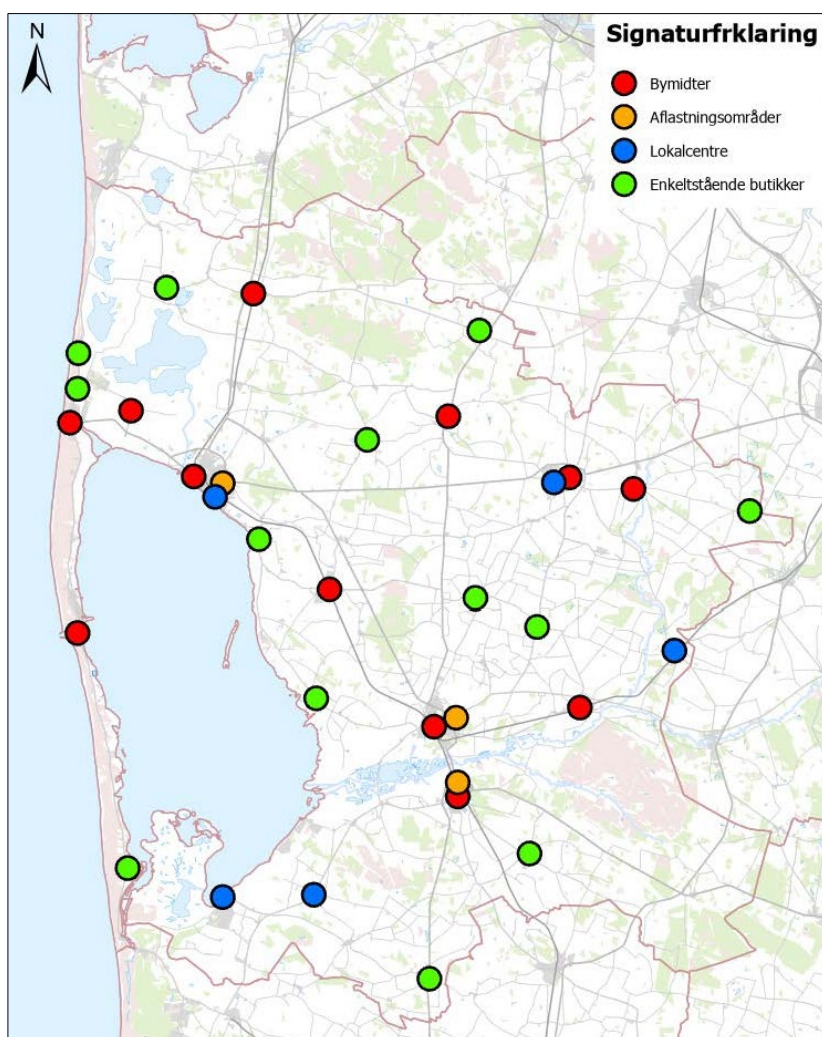 N
Signaturfrklaring
Bymidter
Aflastningsområder
Lokalcentre
Enkeltstående butikker